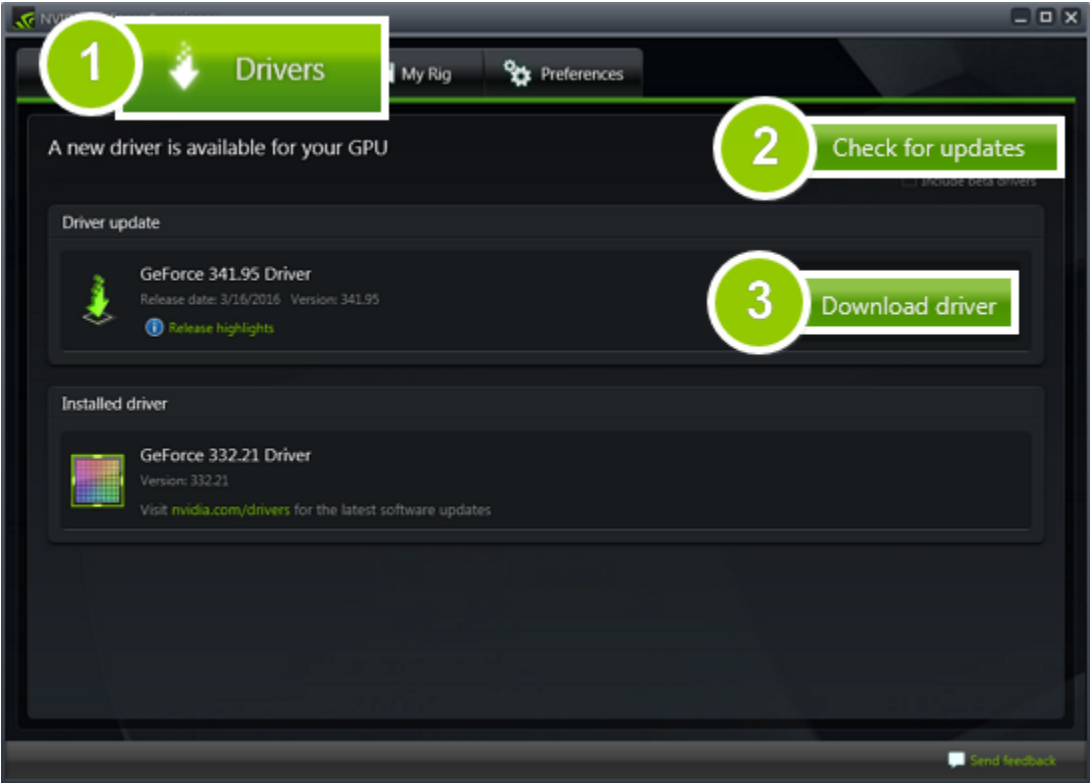 1
Drivers
My Rig
Preferences
A new driver is available for your GPU
2
Check for updates
Include beta drivers
Driver update
GeForce 341.95 Driver
Release date: 3/16/2016 Version: 341.95
Release highlights
3
Download driver
Installed driver
GeForce 332.21 Driver
Version: 332.21
Visit nvidia.com/drivers for the latest software updates
Send feedback